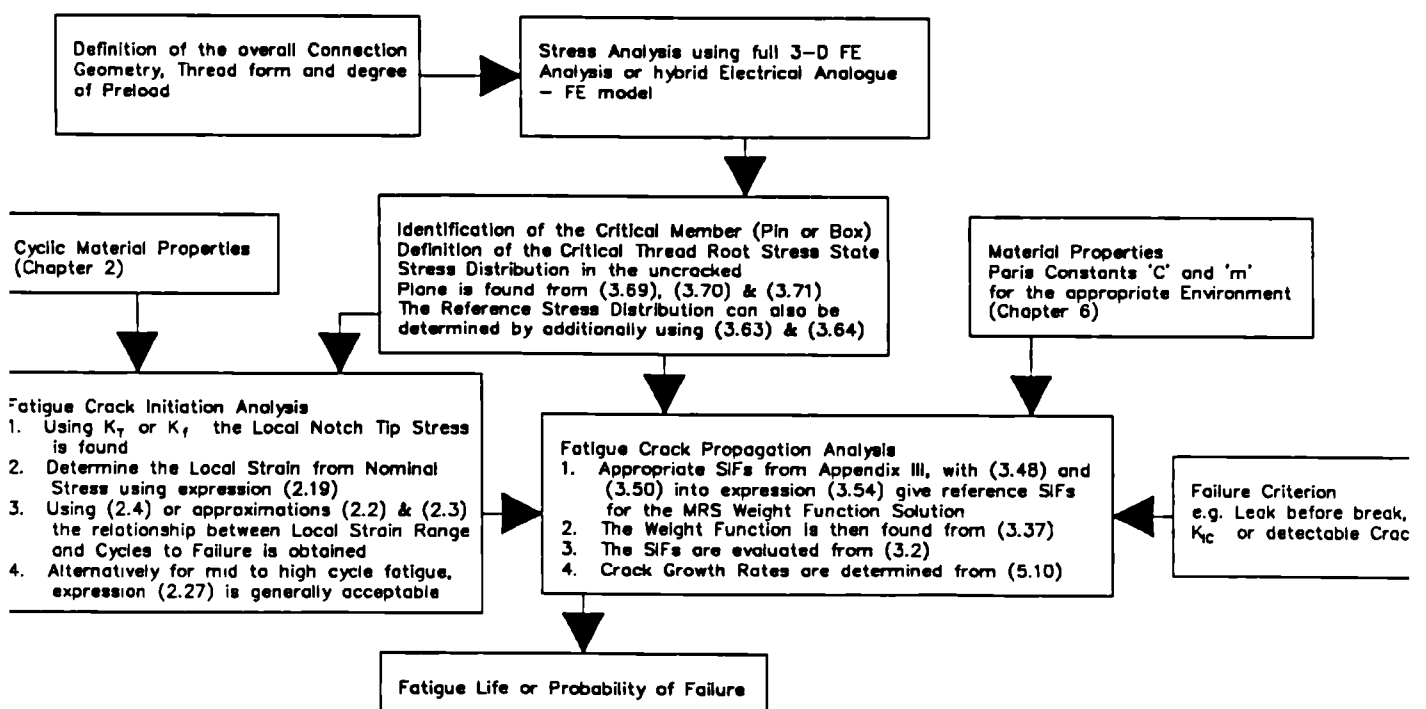 Definition of the overall Connection
Geometry, Thread form and degree
of Preload
Stress Analysis using full 3-D FE
Analysis or hybrid Electrical Analogue
- FE model
Identification of the Critical Member (Pin or Box)
Definition of the Critical Thread Root Stress State
Stress Distribution in the uncracked
Plane is found from (3.69), (3.70) & (3.71)
The Reference Stress Distribution can also be
determined by additionally using (3.63) & (3.64)
Cyclic Material Properties
(Chapter 2)
Material Properties
Paris Constants 'C' and 'm'
for the appropriate Environment
(Chapter 6)
Fatigue Crack Initiation Analysis
1. Using K_T or K_f the Local Notch Tip Stress
is found
2. Determine the Local Strain from Nominal
Stress using expression (2.19)
3. Using (2.4) or approximations (2.2) & (2.3)
the relationship between Local Strain Range
and Cycles to Failure is obtained
4. Alternatively for mid to high cycle fatigue,
expression (2.27) is generally acceptable
Fatigue Crack Propagation Analysis
1. Appropriate SIFs from Appendix III, with (3.48) and
(3.50) into expression (3.54) give reference SIFs
for the MRS Weight Function Solution
2. The Weight Function is then found from (3.37)
3. The SIFs are evaluated from (3.2)
4. Crack Growth Rates are determined from (5.10)
Failure Criterion
e.g. Leak before break,
K_IC or detectable Crac
Fatigue Life or Probability of Failure